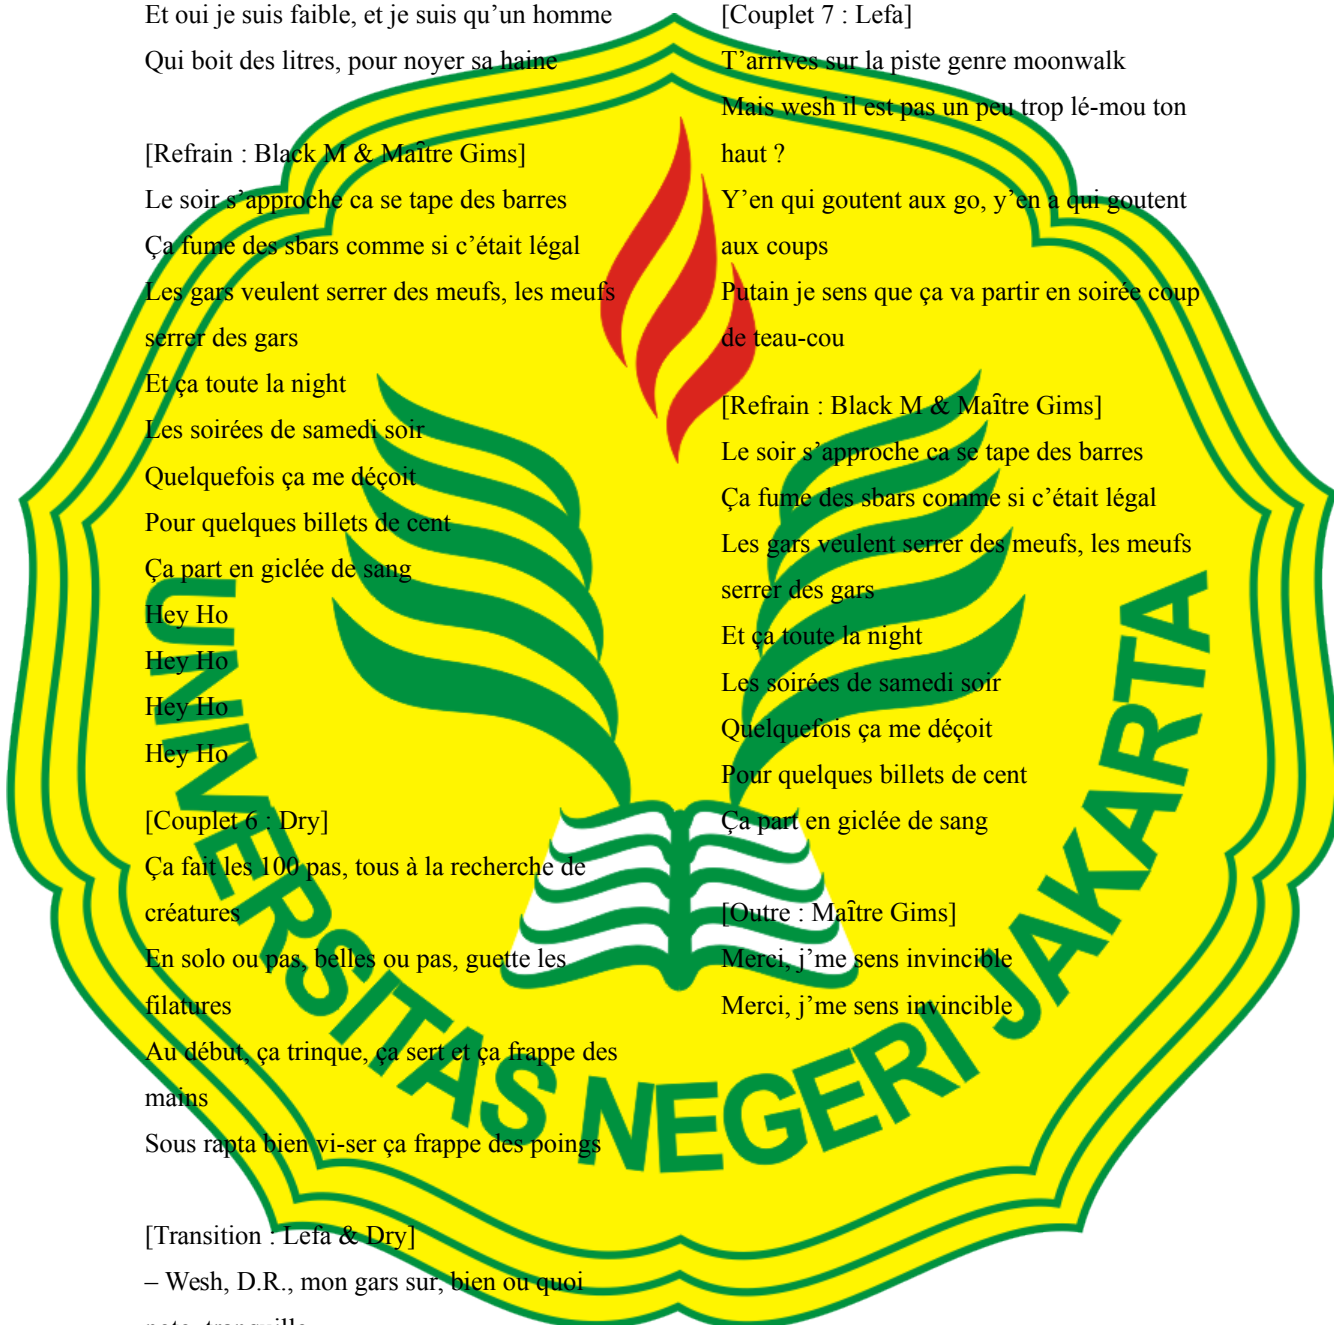 Et oui je suis faible, et je suis qu’un homme
Qui boit des litres, pour noyer sa haine
[Refrain : Black M & Maître Gims]
Le soir s’approche ca se tape des barres
Ça fume des sbars comme si c’était légal
Les gars veulent serrer des meufs, les meufs
serrer des gars
Et ça toute la night
Les soirées de samedi soir
Quelquefois ça me déçoit
Pour quelques billets de cent
Ça part en giclée de sang
Hey Ho
Hey Ho
Hey Ho
Hey Ho
[Couplet 6 : Dry]
Ça fait les 100 pas, tous à la recherche de
créatures
En solo ou pas, belles ou pas, guette les
filatures
Au début, ça trinque, ça sert et ça frappe des
mains
Sous rapta bien vi-ser ça frappe des poings
[Transition : Lefa & Dry]
– Wesh, D.R., mon gars sur, bien ou quoi
[Couplet 7 : Lefa]
T’arrives sur la piste genre moonwalk
Mais wesh il est pas un peu trop lé-mou ton
haut ?
Y’en qui goutent aux go, y’en a qui goutent
aux coups
Putain je sens que ça va partir en soirée coup
de teau-cou
[Refrain : Black M & Maître Gims]
Le soir s’approche ca se tape des barres
Ça fume des sbars comme si c’était légal
Les gars veulent serrer des meufs, les meufs
serrer des gars
Et ça toute la night
Les soirées de samedi soir
Quelquefois ça me déçoit
Pour quelques billets de cent
Ça part en giclée de sang
[Outre : Maître Gims]
Merci, j’me sens invincible
Merci, j’me sens invincible
UNIVERSITAS NEGERI JAKARTA